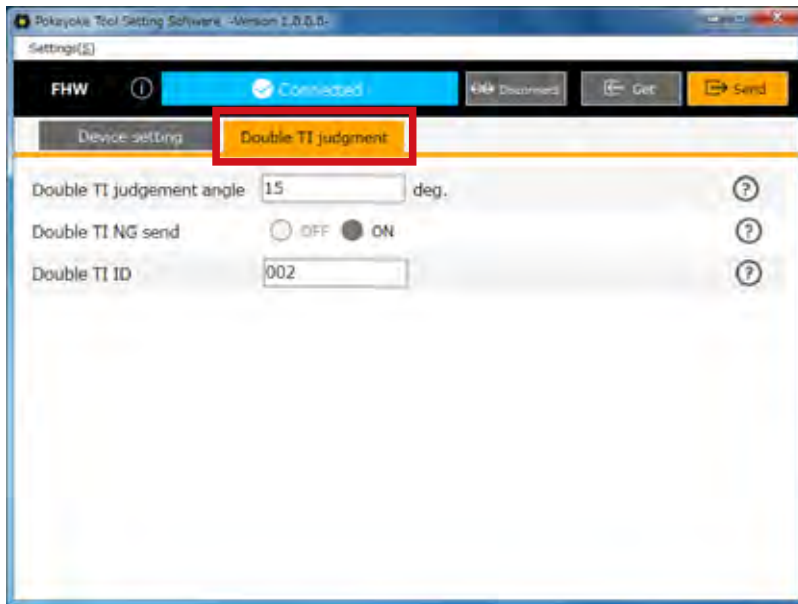 Pokayoke Tool Setting Software -Version 1.0.0.0-
Settings(S)
FHW Connected Disconnect Get Send
Device setting Double TI judgment
Double TI judgement angle 15 deg. ?
Double TI NG send OFF ON ?
Double TI ID 002 ?